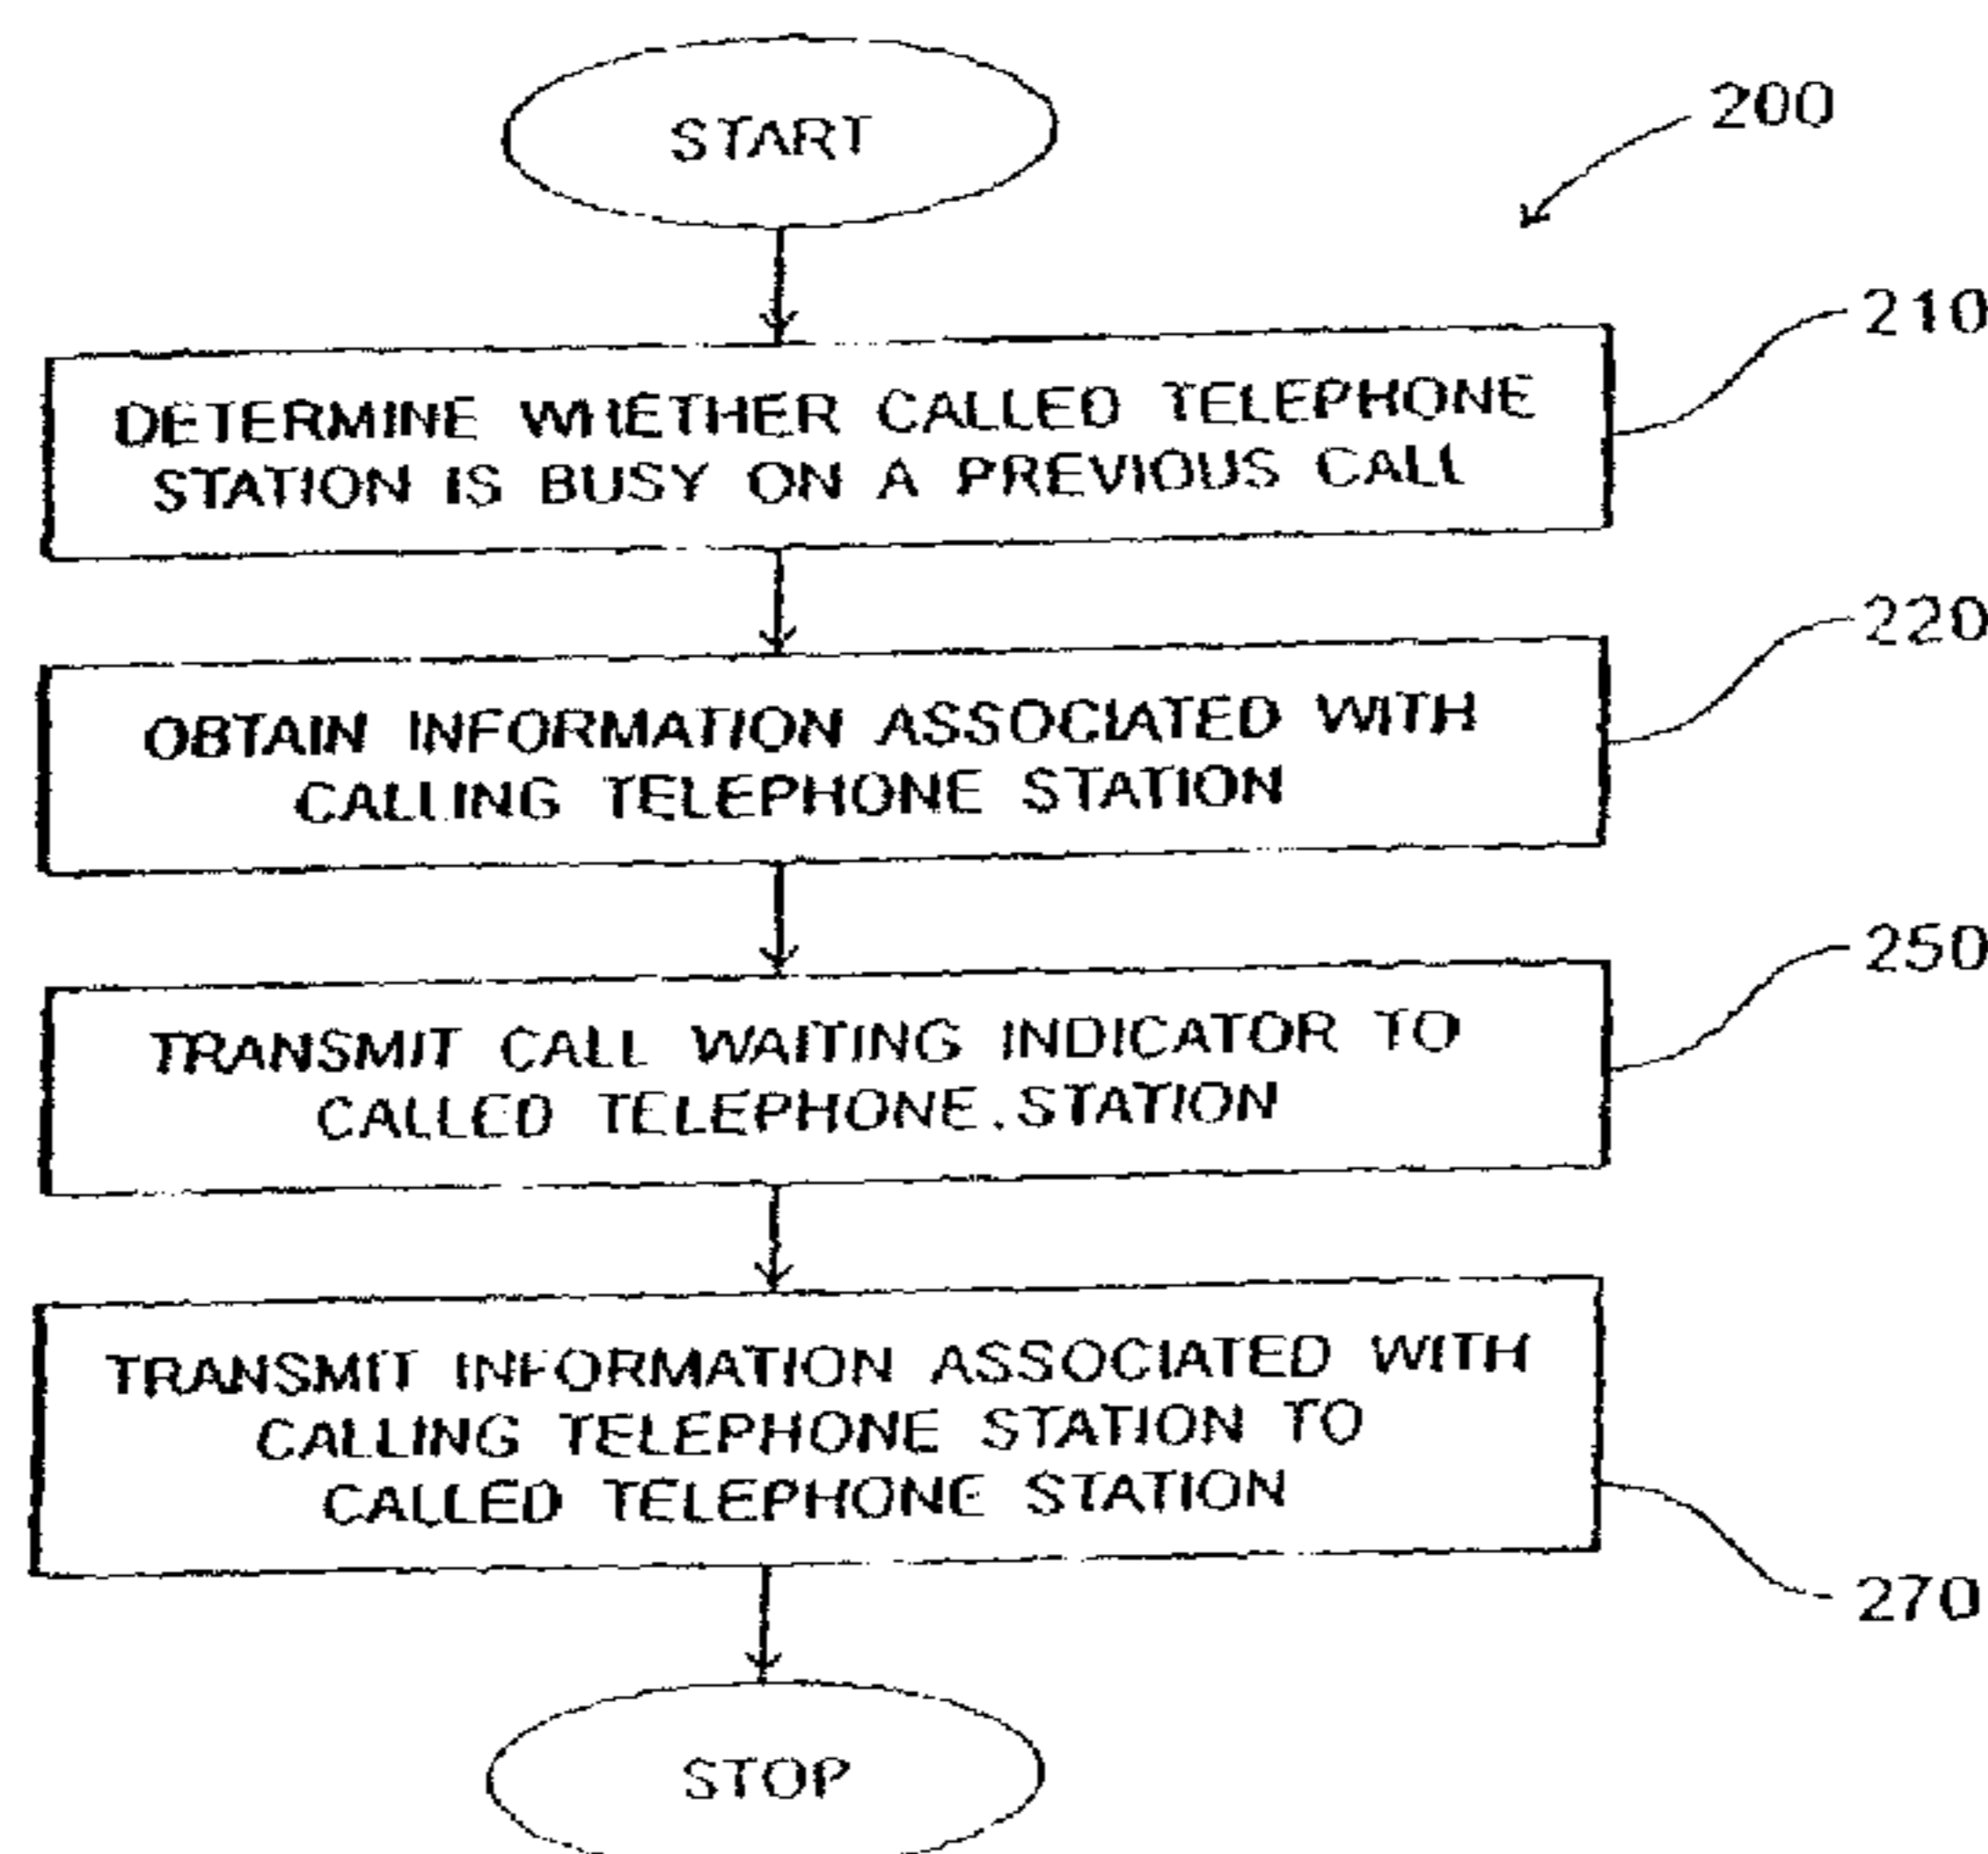 START
200
210
DETERMINE WHETHER CALLED TELEPHONE
STATION IS BUSY ON A PREVIOUS CALL
220
OBTAIN INFORMATION ASSOCIATED WITH
CALLING TELEPHONE STATION
250
TRANSMIT CALL WAITING INDICATOR TO
CALLED TELEPHONE.STATION
TRANSMIT INFORMATION ASSOCIATED WITH
CALLING TELEPHONE STATION TO
CALLED TELEPHONE STATION
270
STOP